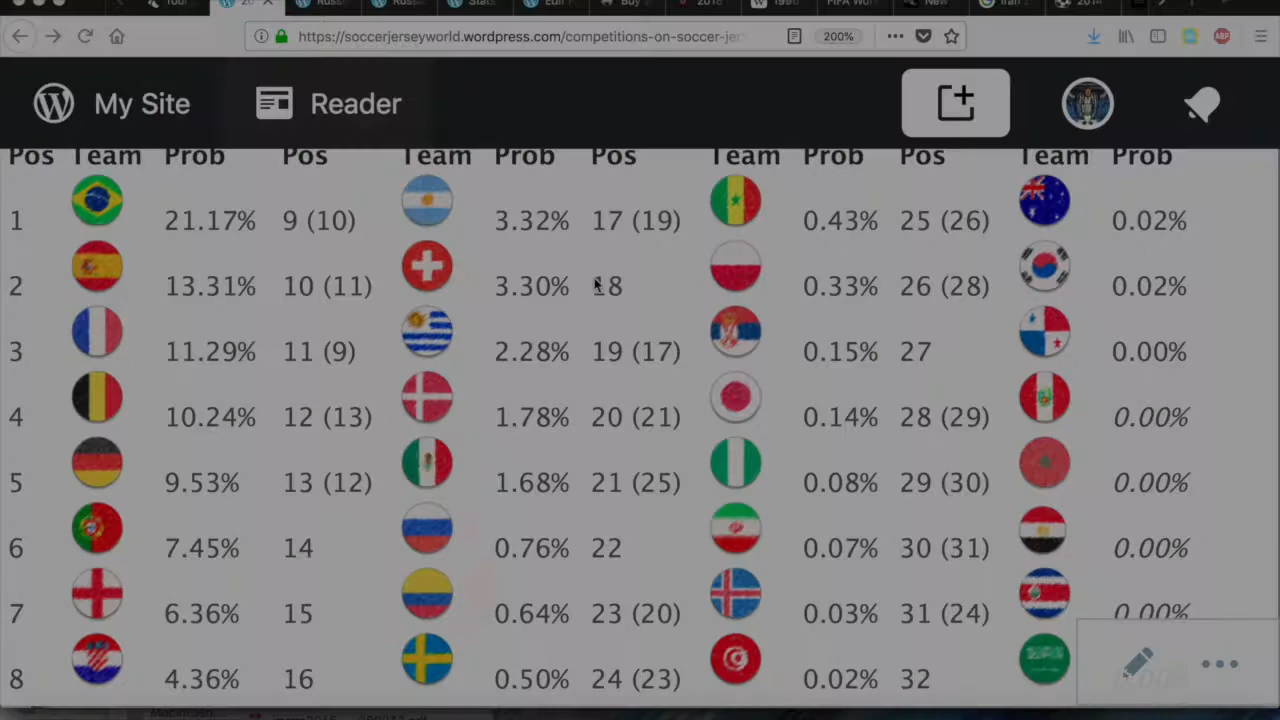 https://soccerjerseyworld.wordpress.com/competitions-on-soccer-jer 200%
My Site Reader
Pos Team Prob Pos Team Prob Pos Team Prob Pos Team Prob
1 21.17% 9 (10) 3.32% 17 (19) 0.43% 25 (26) 0.02%
2 13.31% 10 (11) 3.30% 18 0.33% 26 (28) 0.02%
3 11.29% 11 (9) 2.28% 19 (17) 0.15% 27 0.00%
4 10.24% 12 (13) 1.78% 20 (21) 0.14% 28 (29) 0.00%
5 9.53% 13 (12) 1.68% 21 (25) 0.08% 29 (30) 0.00%
6 7.45% 14 0.76% 22 0.07% 30 (31) 0.00%
7 6.36% 15 0.64% 23 (20) 0.03% 31 (24) 0.00%
8 4.36% 16 0.50% 24 (23) 0.02% 32